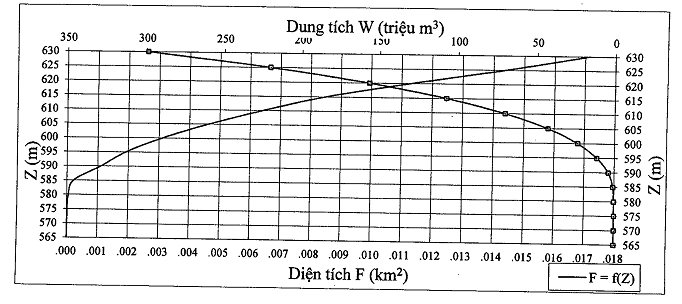 Dung tích W (triệu m³)
350 300 250 200 150 100 50 0
630 630
625 625
620 620
615 615
610 610
605 605
600 600
595 595
590 590
585 585
580 580
575 575
570 570
565 565
Z (m)
Z (m)
.000 .001 .002 .003 .004 .005 .006 .007 .008 .009 .010 .011 .012 .013 .014 .015 .016 .017 .018
Diện tích F (km²)
F = f(Z)